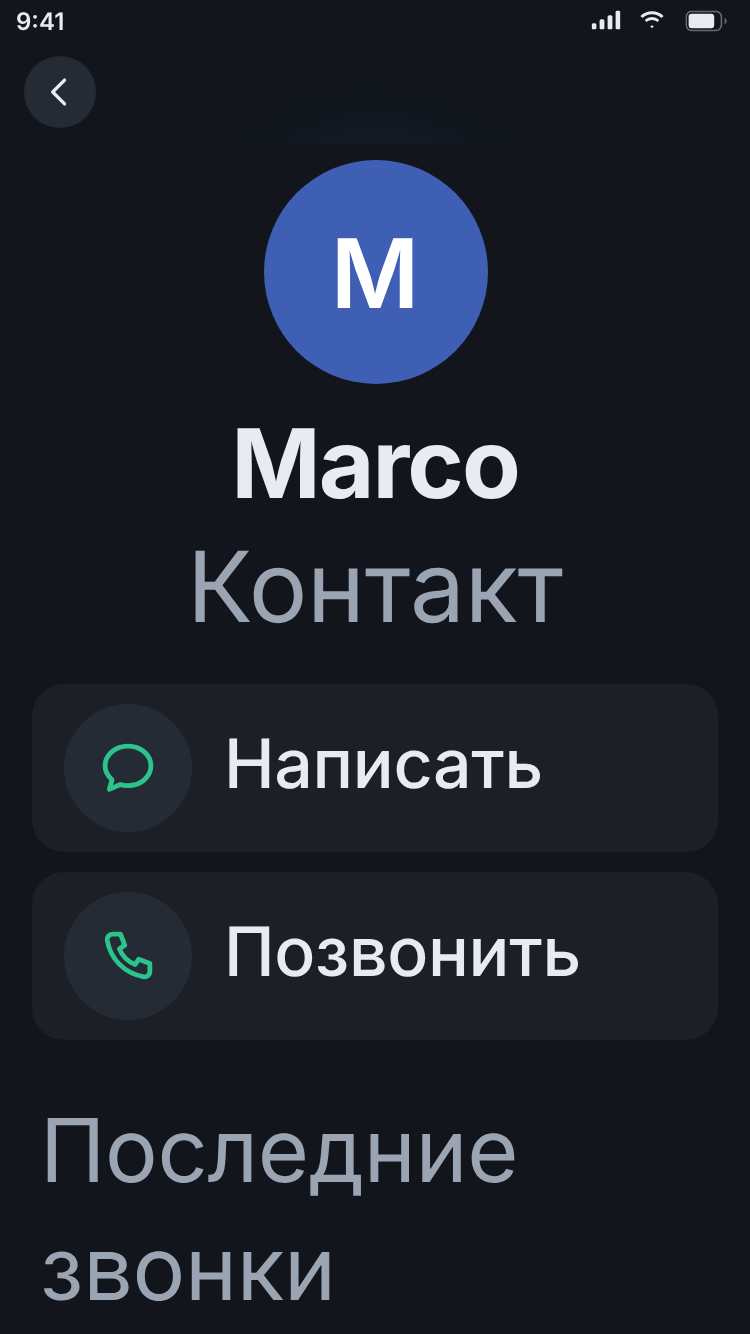 9:41
M
Marco
Контакт
Написать
Позвонить
Последние
звонки